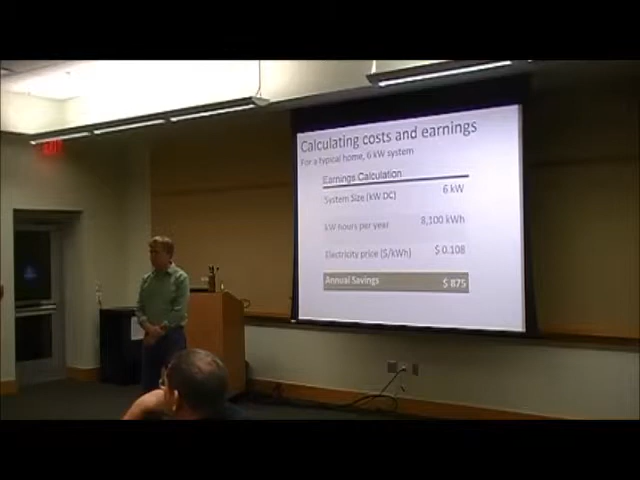 EXIT
Calculating costs and earnings
For a typical home, 6 kW system
Earnings Calculation
System Size (kW DC) 6 kW
kW hours per year 8,100 kWh
Electricity price ($/kWh) $ 0.108
Annual Savings $ 875